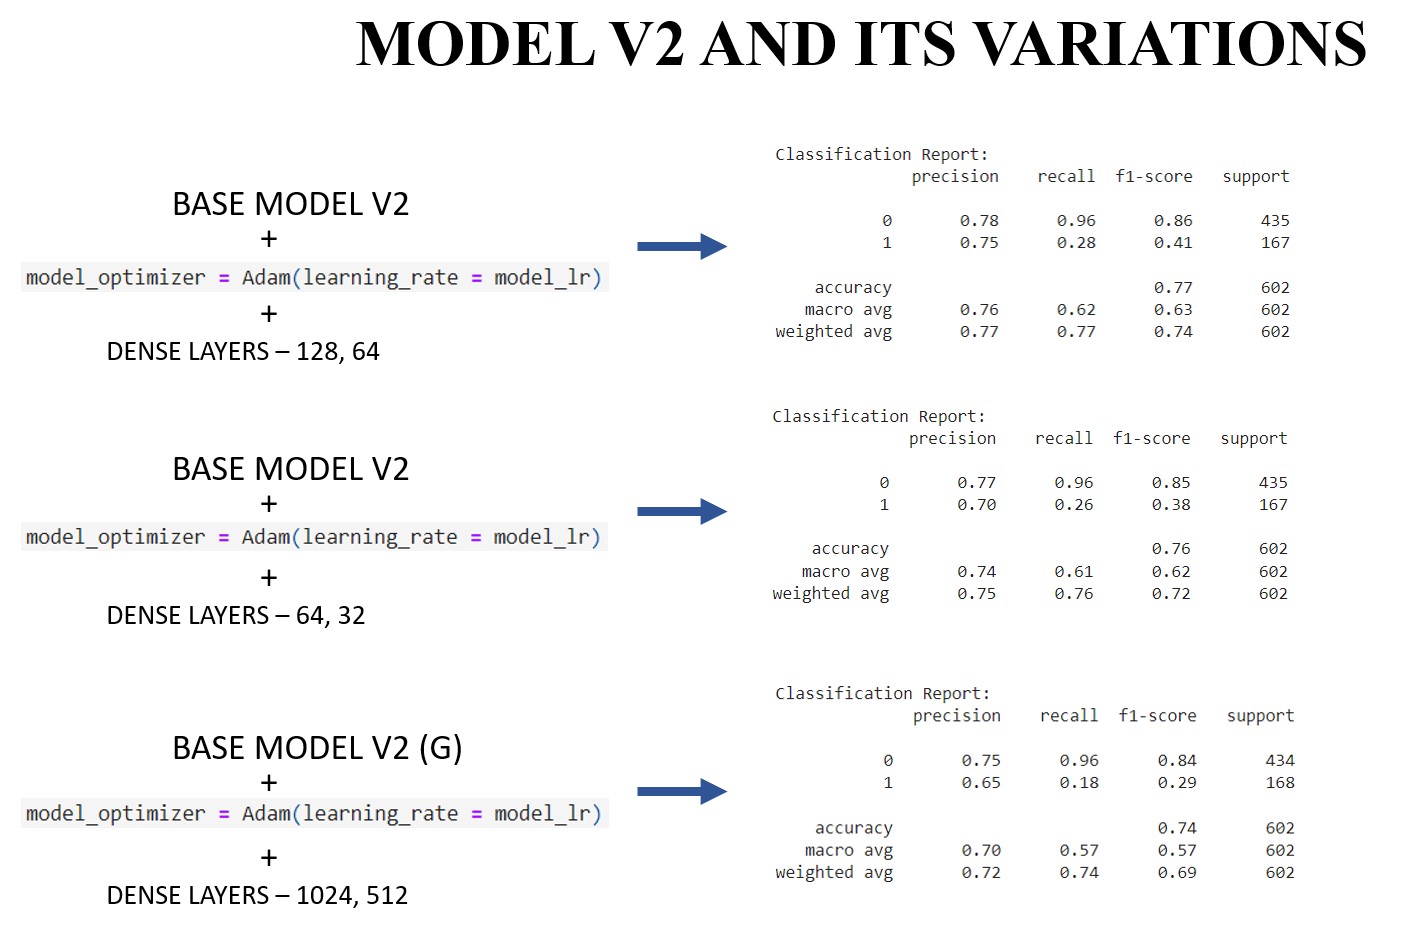 MODEL V2 AND ITS VARIATIONS
BASE MODEL V2
+
model_optimizer = Adam(learning_rate = model_lr)
+
DENSE LAYERS – 128, 64
Classification Report:
precision recall f1-score support
0 0.78 0.96 0.86 435
1 0.75 0.28 0.41 167
accuracy 0.77 602
macro avg 0.76 0.62 0.63 602
weighted avg 0.77 0.77 0.74 602
BASE MODEL V2
+
model_optimizer = Adam(learning_rate = model_lr)
+
DENSE LAYERS – 64, 32
Classification Report:
precision recall f1-score support
0 0.77 0.96 0.85 435
1 0.70 0.26 0.38 167
accuracy 0.76 602
macro avg 0.74 0.61 0.62 602
weighted avg 0.75 0.76 0.72 602
BASE MODEL V2 (G)
+
model_optimizer = Adam(learning_rate = model_lr)
+
DENSE LAYERS – 1024, 512
Classification Report:
precision recall f1-score support
0 0.75 0.96 0.84 434
1 0.65 0.18 0.29 168
accuracy 0.74 602
macro avg 0.70 0.57 0.57 602
weighted avg 0.72 0.74 0.69 602